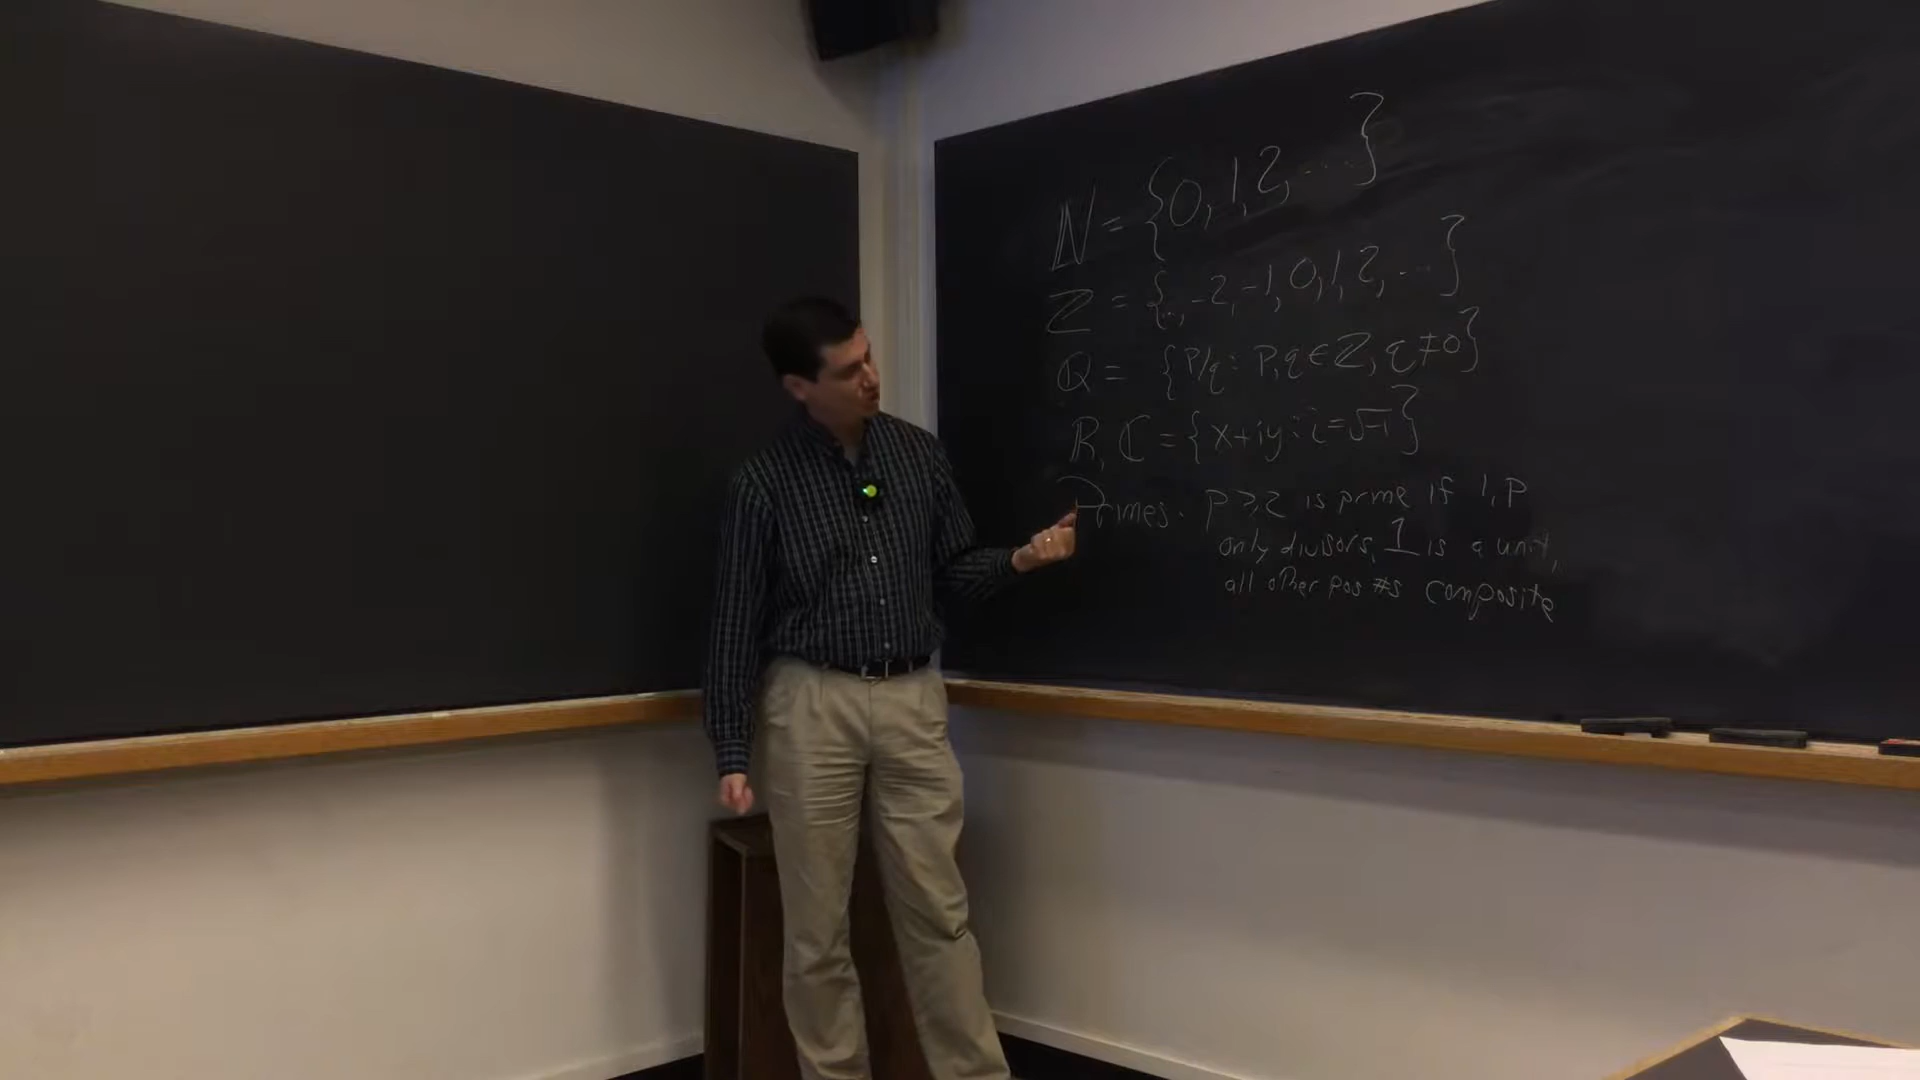 ℕ = {0, 1, 2, ...}
ℤ = {.., -2, -1, 0, 1, 2, ...}
ℚ = {P/q : P, q ∈ ℤ, q ≠ 0}
ℝ, ℂ = {x + iy : i = √-1}
Primes. P ≥ 2 is prime if 1, P
only divisors, 1 is a unit,
all other pos #s composite